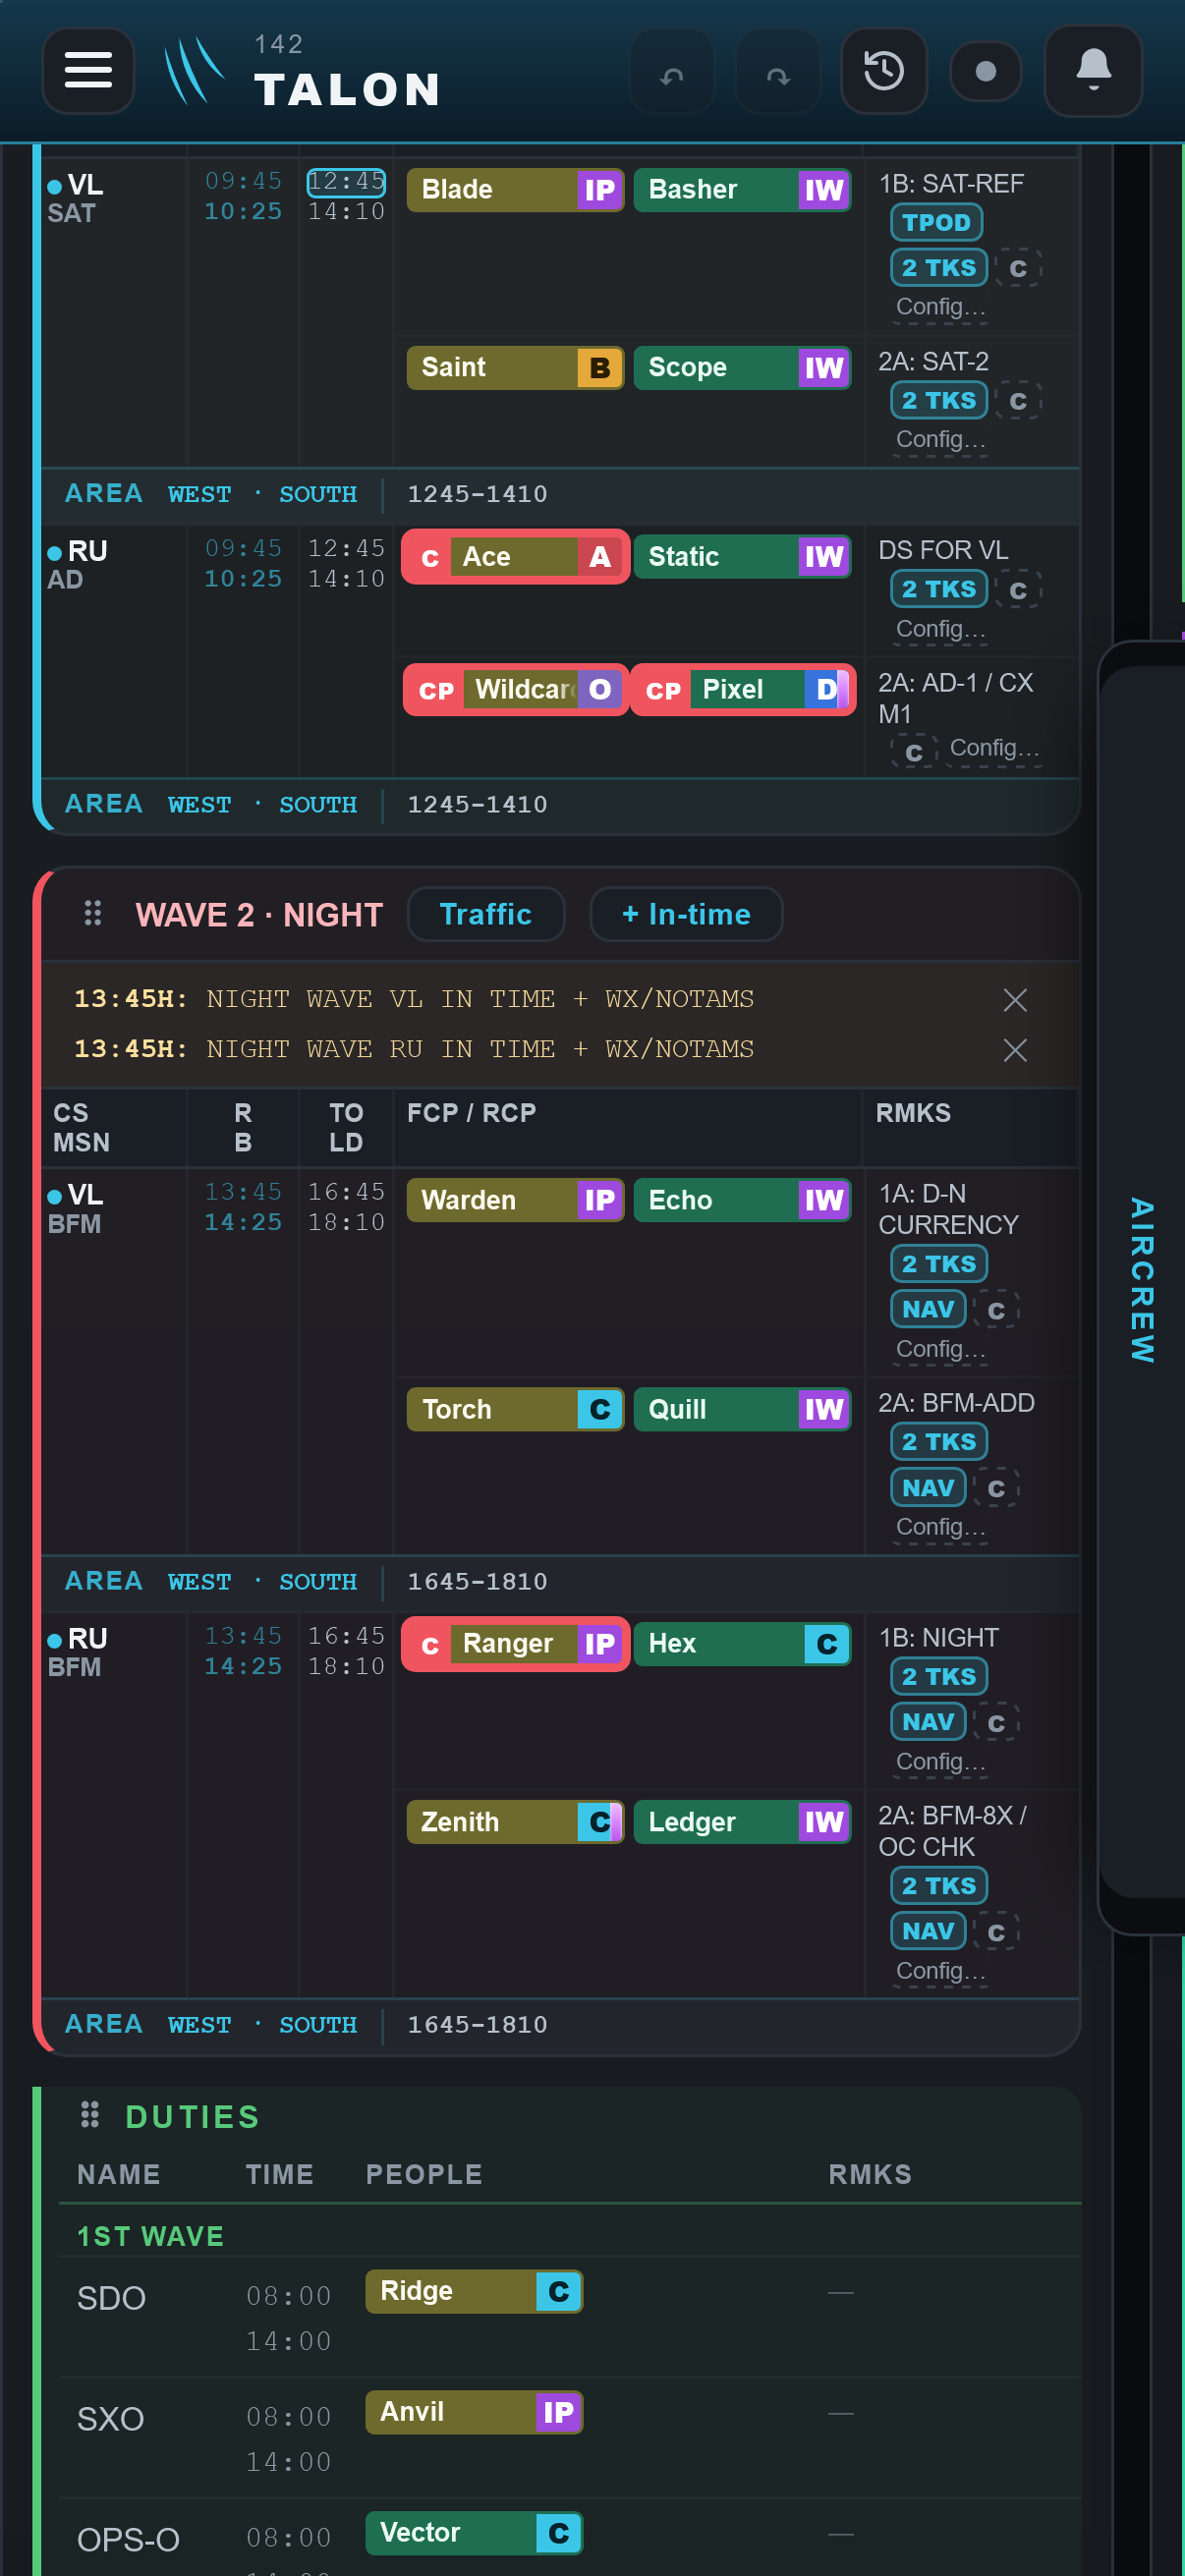 142
TALON
VL 09:45 12:45 Blade IP Basher IW 1B: SAT-REF
SAT 10:25 14:10 TPOD
2 TKS C
Config...
Saint B Scope IW 2A: SAT-2
2 TKS C
Config...
AREA WEST · SOUTH 1245-1410
RU 09:45 12:45 C Ace A Static IW DS FOR VL
AD 10:25 14:10 2 TKS C
Config...
CP Wildcar O CP Pixel D 2A: AD-1 / CX
M1
C Config...
AREA WEST · SOUTH 1245-1410
WAVE 2 · NIGHT Traffic + In-time
13:45H: NIGHT WAVE VL IN TIME + WX/NOTAMS
13:45H: NIGHT WAVE RU IN TIME + WX/NOTAMS
CS R TO FCP / RCP RMKS
MSN B LD
VL 13:45 16:45 Warden IP Echo IW 1A: D-N
BFM 14:25 18:10 CURRENCY
2 TKS
NAV C
Config...
Torch C Quill IW 2A: BFM-ADD
2 TKS
NAV C
Config...
AREA WEST · SOUTH 1645-1810
RU 13:45 16:45 C Ranger IP Hex C 1B: NIGHT
BFM 14:25 18:10 2 TKS
NAV C
Config...
Zenith C Ledger IW 2A: BFM-8X /
OC CHK
2 TKS
NAV C
Config...
AREA WEST · SOUTH 1645-1810
AIRCREW
DUTIES
NAME TIME PEOPLE RMKS
1ST WAVE
SDO 08:00 Ridge C —
14:00
SXO 08:00 Anvil IP —
14:00
OPS-O 08:00 Vector C —